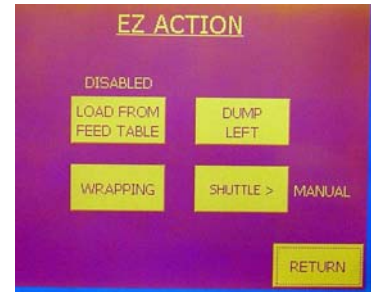 EZ ACTION
DISABLED
LOAD FROM
FEED TABLE
DUMP
LEFT
WRAPPING
SHUTTLE >
MANUAL
RETURN